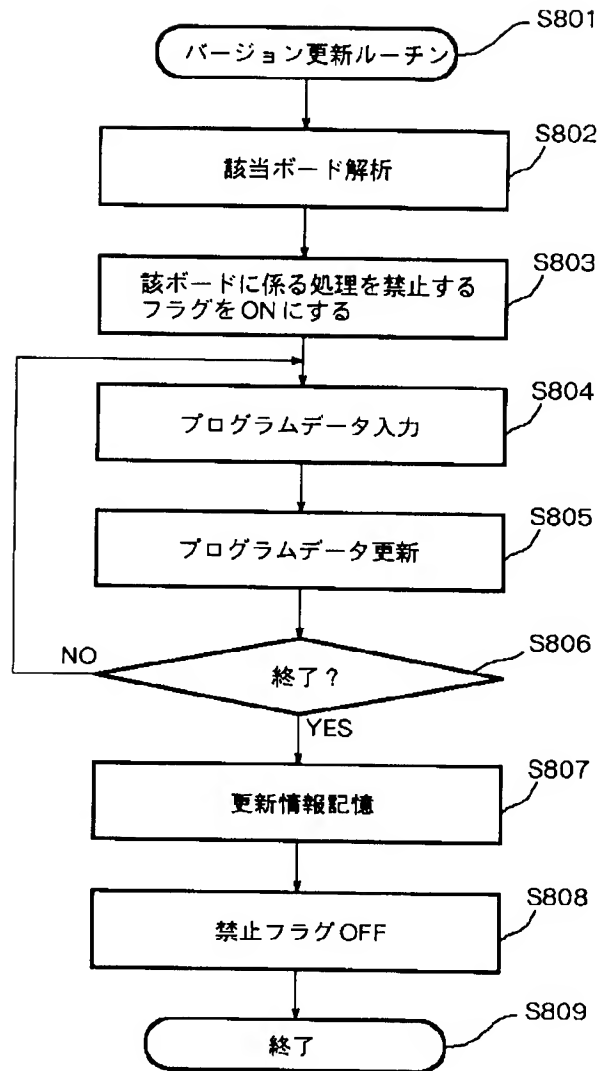 S801
バージョン更新ルーチン
S802
該当ボード解析
S803
該ボードに係る処理を禁止する
フラグをONにする
S804
プログラムデータ入力
S805
プログラムデータ更新
S806
NO
終了？
YES
S807
更新情報記憶
S808
禁止フラグOFF
S809
終了